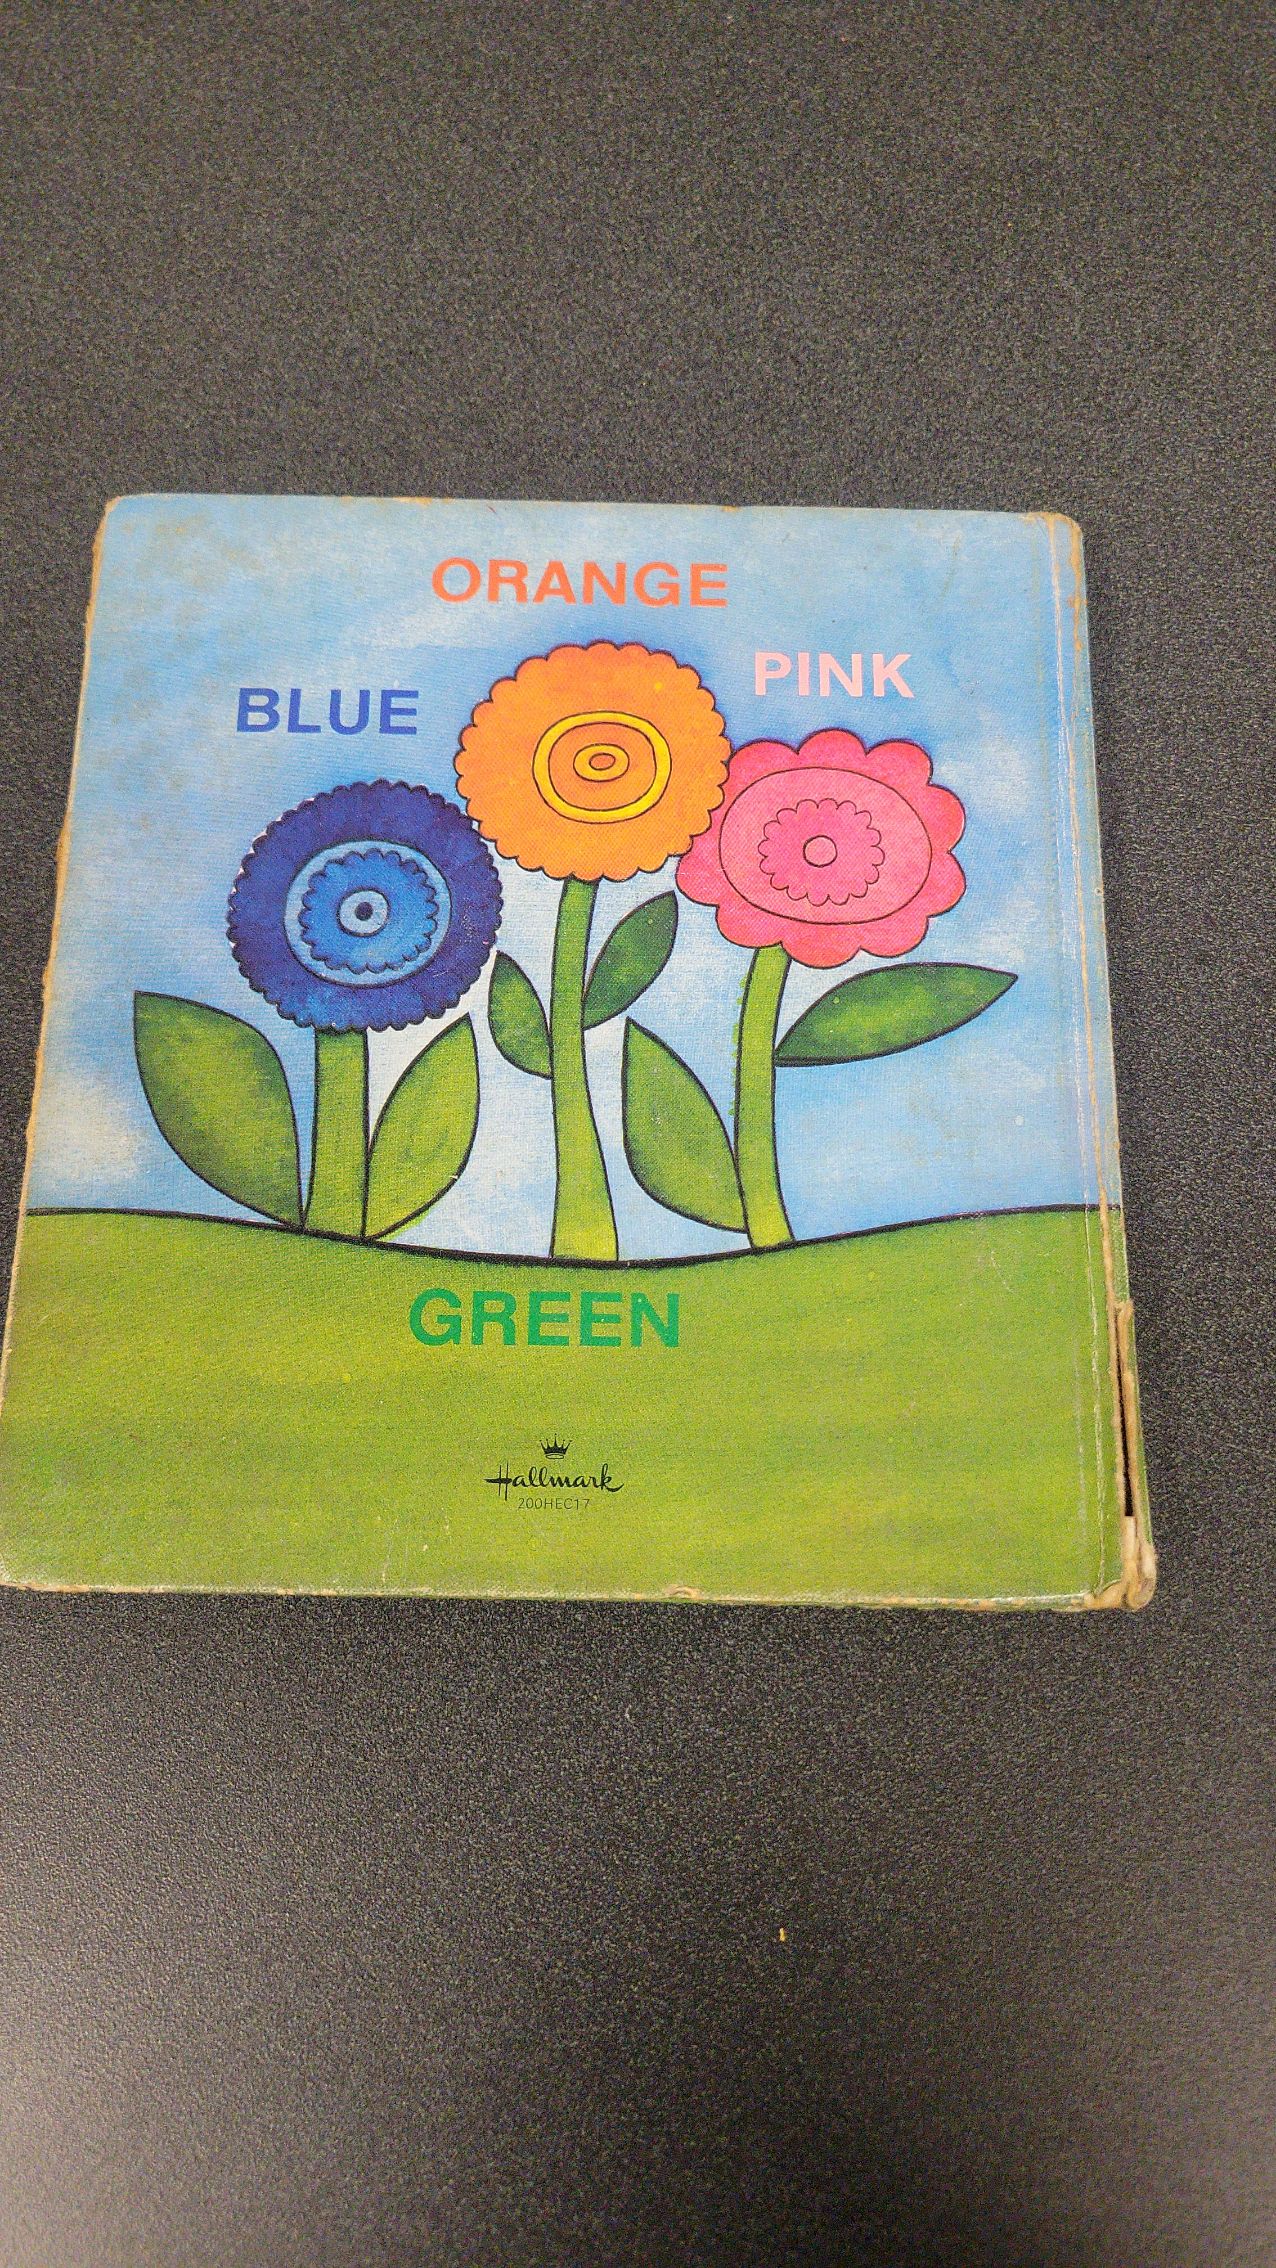 ORANGE
PINK
BLUE
GREEN
Hallmark
200HEC17